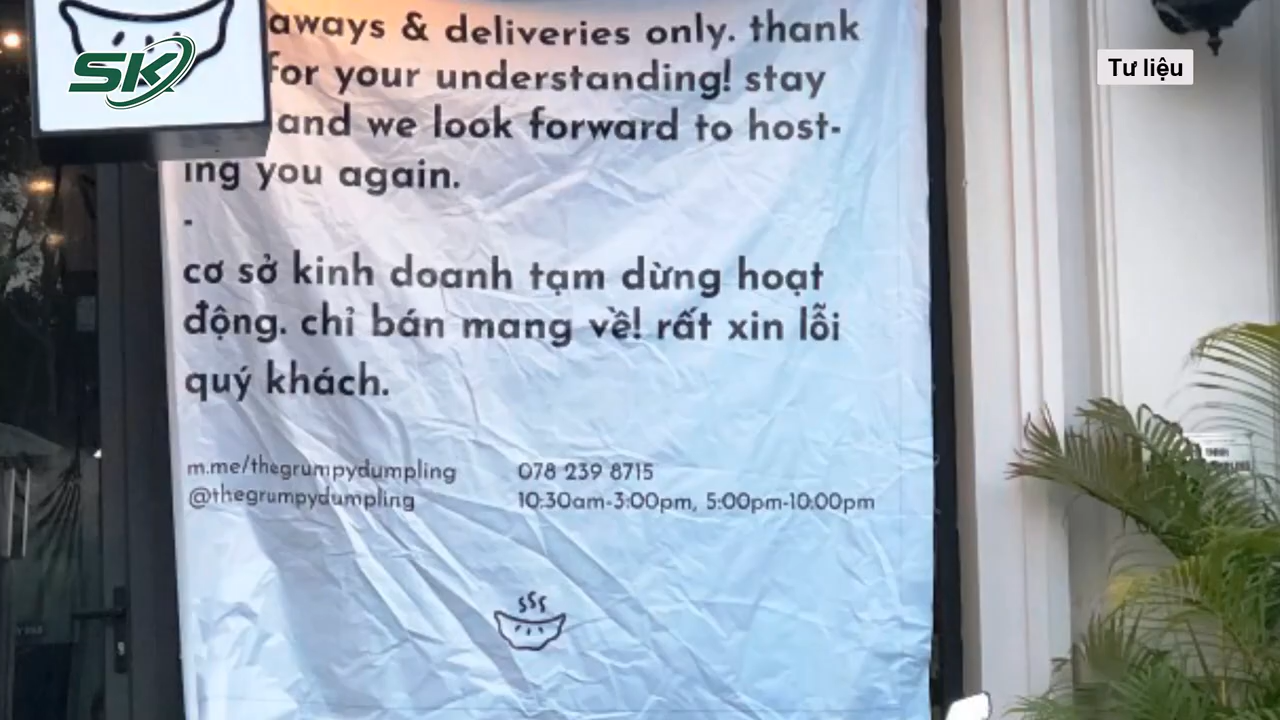 SK
Tư liệu
aways & deliveries only. thank
for your understanding! stay
and we look forward to host-
ing you again.
-
cơ sở kinh doanh tạm dừng hoạt
động. chỉ bán mang về! rất xin lỗi
quý khách.
m.me/thegrumpydumpling
@thegrumpydumpling
078 239 8715
10:30am-3:00pm, 5:00pm-10:00pm